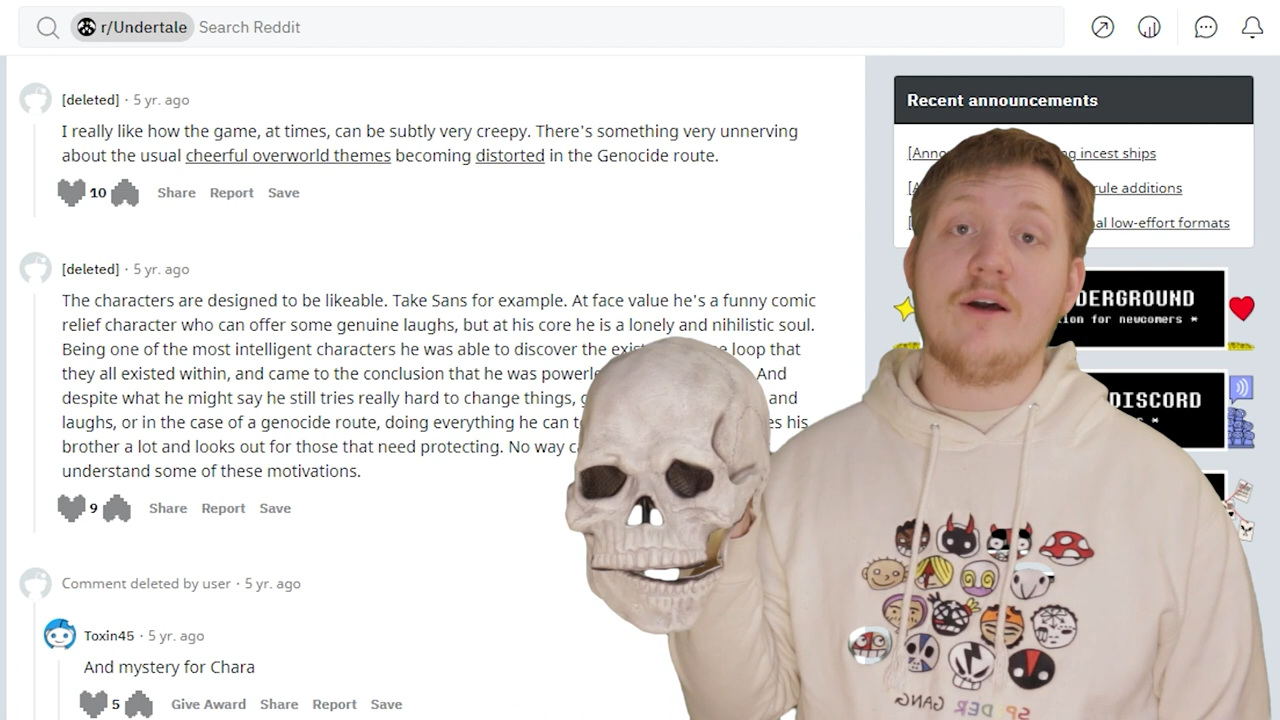 r/Undertale Search Reddit
[deleted] · 5 yr. ago
I really like how the game, at times, can be subtly very creepy. There's something very unnerving
about the usual cheerful overworld themes becoming distorted in the Genocide route.
10 Share Report Save
[deleted] · 5 yr. ago
The characters are designed to be likeable. Take Sans for example. At face value he's a funny comic
relief character who can offer some genuine laughs, but at his core he is a lonely and nihilistic soul.
Being one of the most intelligent characters he was able to discover the loop that
they all existed within, and came to the conclusion that he was And
despite what he might say he still tries really hard to change things, and
laughs, or in the case of a genocide route, doing everything he can his
brother a lot and looks out for those that need protecting. No way
understand some of these motivations.
9 Share Report Save
Comment deleted by user · 5 yr. ago
Toxin45 · 5 yr. ago
And mystery for Chara
5 Give Award Share Report Save
Recent announcements
incest ships
rule additions
low-effort formats
DERGROUND
for newcomers *
DISCORD
GANG